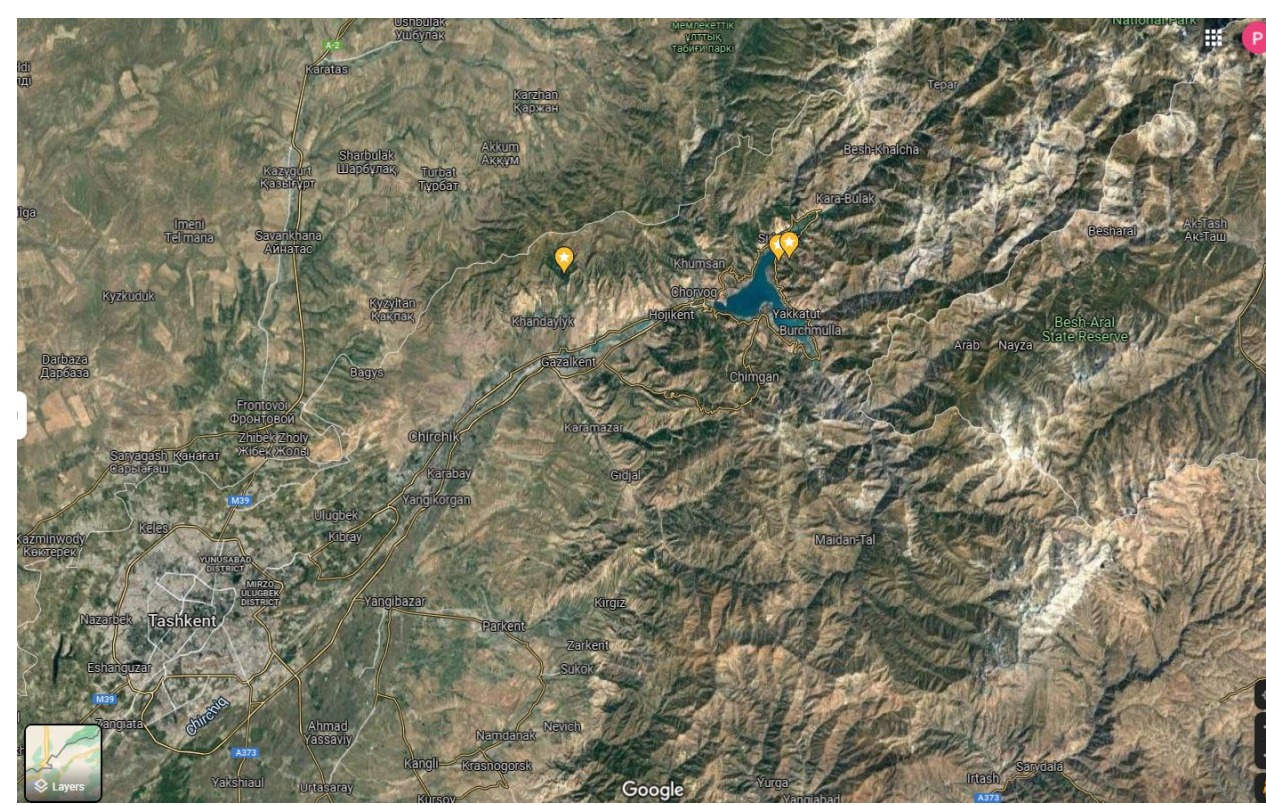 Ushbulak
Ушбулак
мемлекеттік
ұлттық
табиғи паркі
National Park
P
A-2
Karatas
Karzhan
Қаржан
Tepar
Akkum
Аққұм
Sharbulak
Шарбұлақ
Turbat
Тұрбат
Besh-Khalcha
Kazygurt
Қазығұрт
Kara-Bulak
Imeni
Tel'mana
Savankhana
Айнатас
Ak-Tash
Ак-Таш
Besharal
Khumsan
Chorvoq
Kyzkuduk
Kyzyltan
Қақпақ
Khandaylyk
Hojikent
Yakkatut
Burchmulla
Besh-Aral
State Reserve
Arab
Nayza
Darbaza
Дарбаза
Bagys
Gazalkent
Chimgan
Frontovoi
Фронтовой
Zhibek Zholy
Жібек Жолы
Chirchik
Karamazar
Saryagash
Сарыағаш
Қанағат
Karabay
Gidjal
M39
Yangikorgan
Ulugbek
Kibray
Keles
Kazminwody
Көктерек
Maidan-Tal
YUNUSABAD
DISTRICT
MIRZO
ULUGBEK
DISTRICT
Yangibazar
Kirgiz
Nazarbek
Tashkent
Parkent
Zarkent
Eshanguzar
Sukok
M39
Chirchiq
Zangiata
Ahmad
Yassaviy
Nevich
Namdanak
A373
Kangli
Krasnogorsk
Sarydala
Irtash
Yakshiaul
Urtasaray
Layers
Google
Yurga
Yangiabad
A373
Kursov